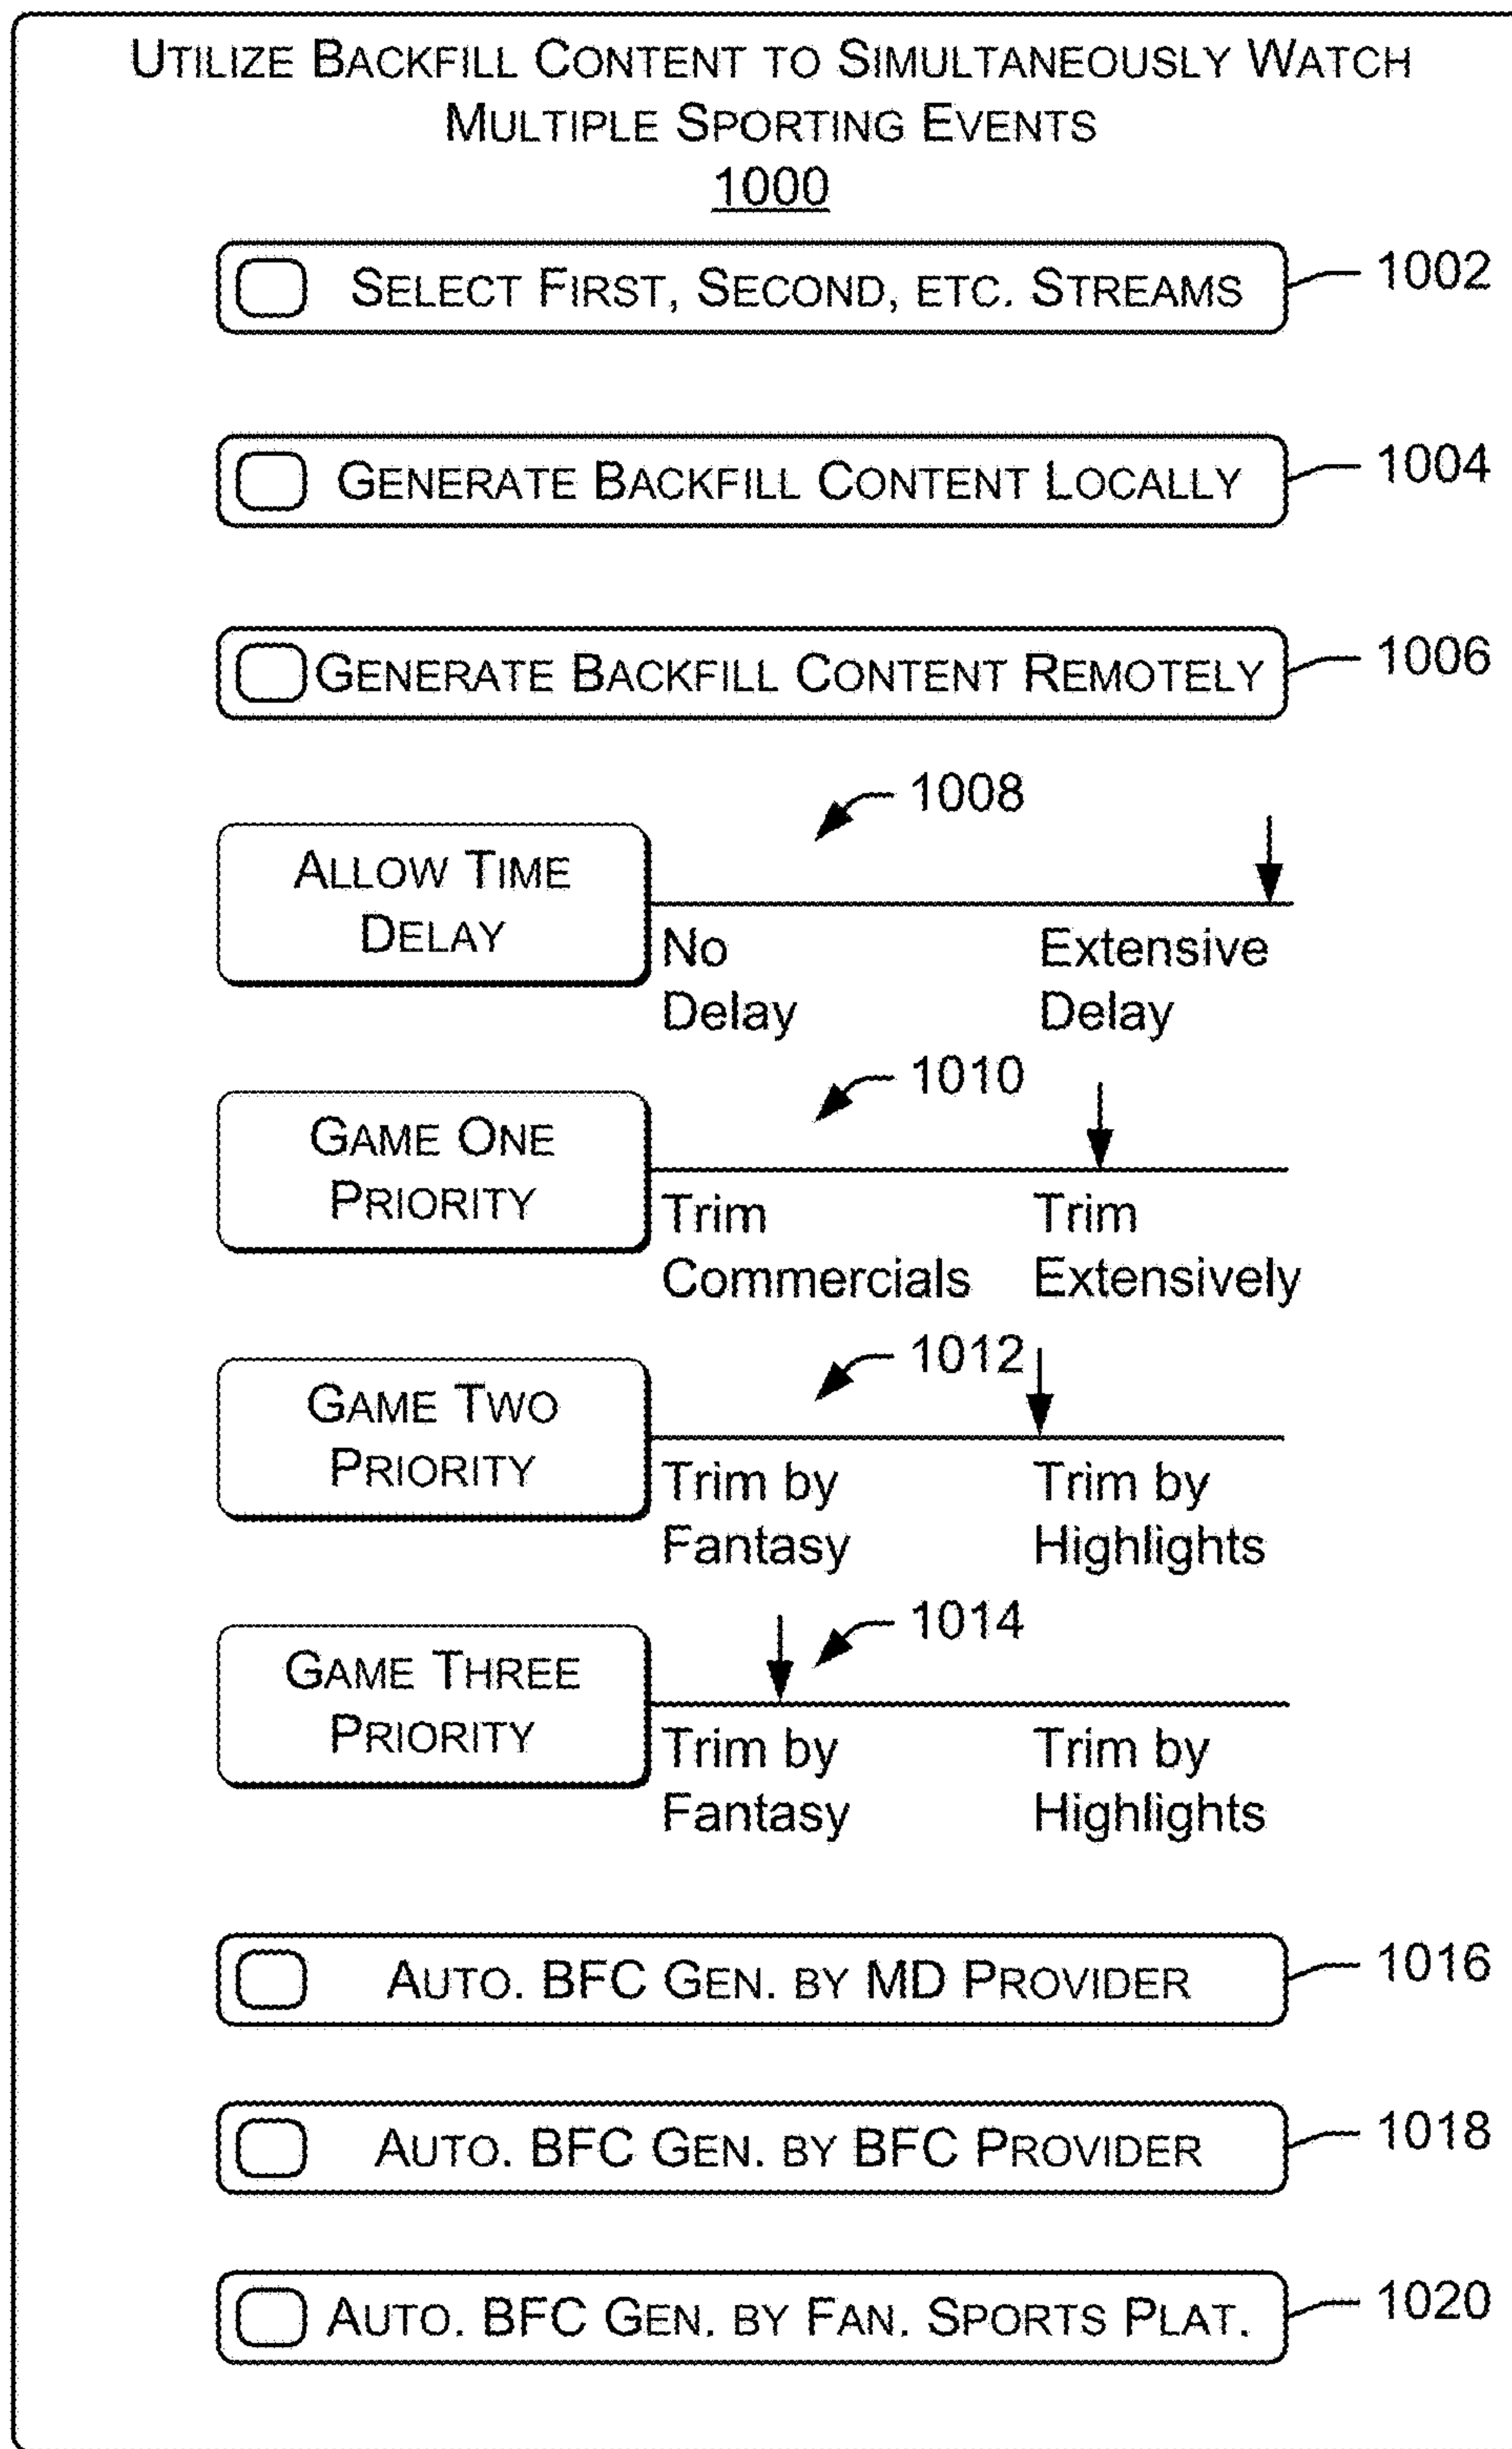 UTILIZE BACKFILL CONTENT TO SIMULTANEOUSLY WATCH
MULTIPLE SPORTING EVENTS
1000
SELECT FIRST, SECOND, ETC. STREAMS
1002
GENERATE BACKFILL CONTENT LOCALLY
1004
GENERATE BACKFILL CONTENT REMOTELY
1006
1008
ALLOW TIME
DELAY
No
Delay
Extensive
Delay
1010
GAME ONE
PRIORITY
Trim
Commercials
Trim
Extensively
1012
GAME TWO
PRIORITY
Trim by
Fantasy
Trim by
Highlights
1014
GAME THREE
PRIORITY
Trim by
Fantasy
Trim by
Highlights
AUTO. BFC GEN. BY MD PROVIDER
1016
AUTO. BFC GEN. BY BFC PROVIDER
1018
AUTO. BFC GEN. BY FAN. SPORTS PLAT.
1020